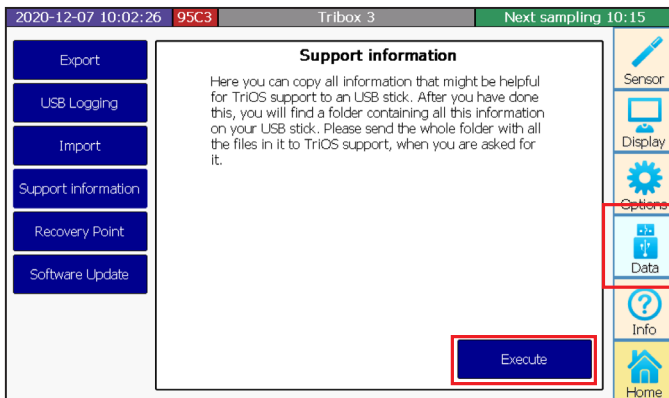 2020-12-07 10:02:26 95C3 Tribox 3 Next sampling 10:15
Export
USB Logging
Import
Support information
Recovery Point
Software Update
Support information
Here you can copy all information that might be helpful
for TriOS support to an USB stick. After you have done
this, you will find a folder containing all this information
on your USB stick. Please send the whole folder with all
the files in it to TriOS support, when you are asked for
it.
Execute
Sensor
Display
Options
Data
Info
Home